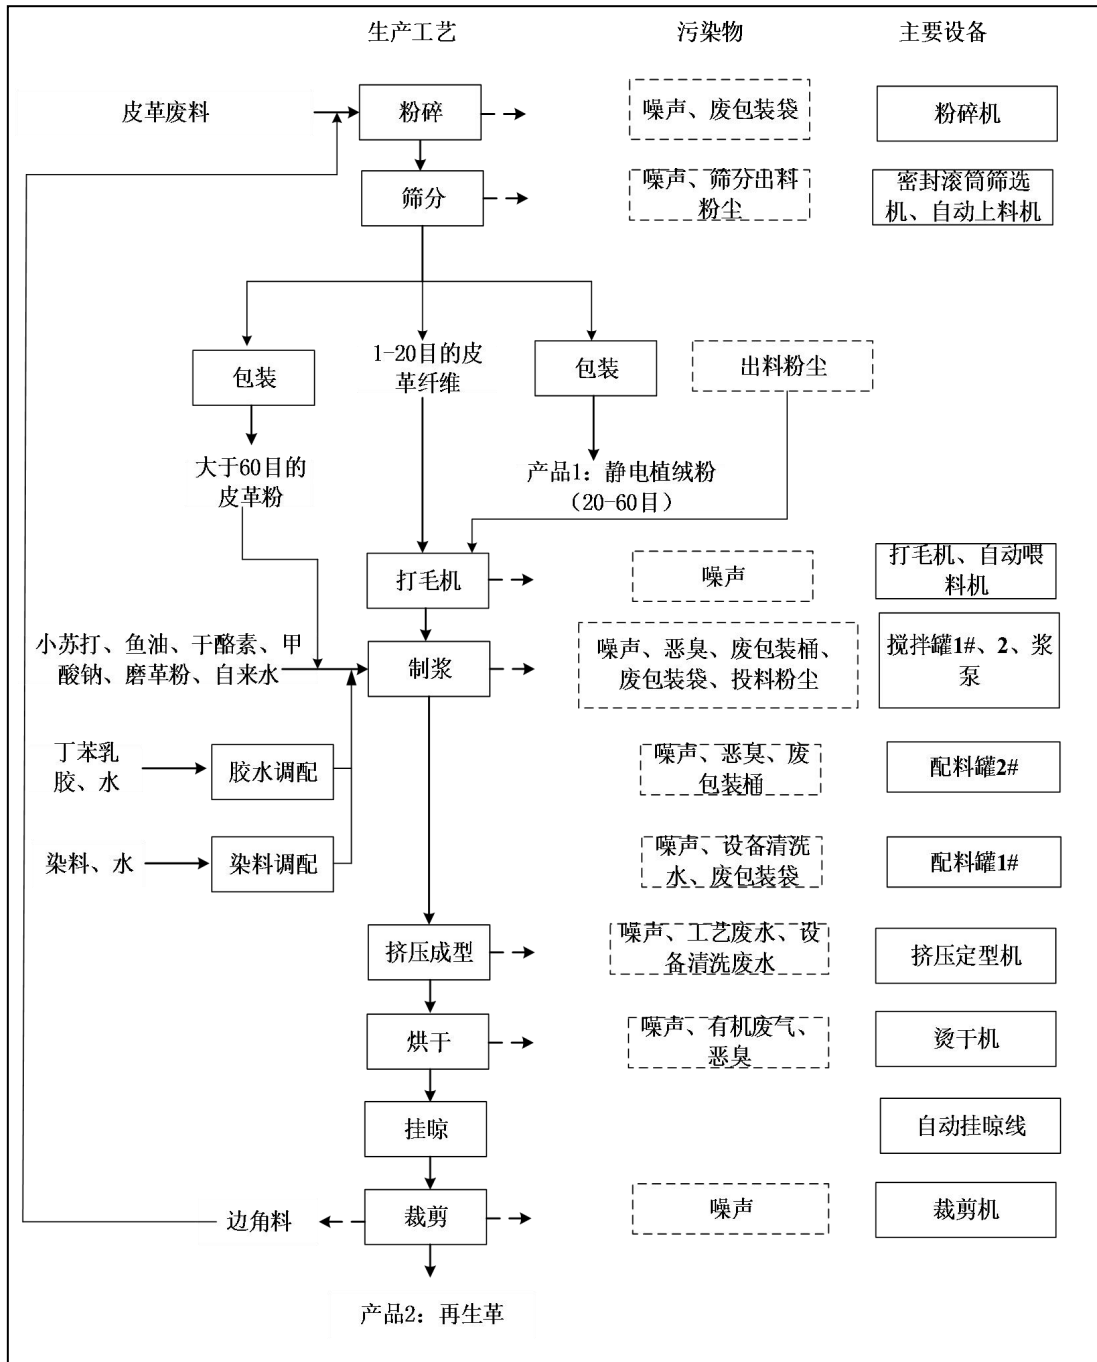 生产工艺 污染物 主要设备
皮革废料
粉碎
噪声、废包装袋
粉碎机
筛分
噪声、筛分出料
粉尘
密封滚筒筛选
机、自动上料机
包装
1-20目的皮
革纤维
包装
出料粉尘
大于60目的
皮革粉
产品1：静电植绒粉
（20-60目）
打毛机
噪声
打毛机、自动喂
料机
小苏打、鱼油、干酪素、甲
酸钠、磨革粉、自来水
制浆
噪声、恶臭、废包装桶、
废包装袋、投料粉尘
搅拌罐1#、2、浆
泵
丁苯乳
胶、水
胶水调配
噪声、恶臭、废
包装桶
配料罐2#
染料、水
染料调配
噪声、设备清洗
水、废包装袋
配料罐1#
挤压成型
噪声、工艺废水、设
备清洗废水
挤压定型机
烘干
噪声、有机废气、
恶臭
烫干机
挂晾
自动挂晾线
边角料
裁剪
噪声
裁剪机
产品2：再生革